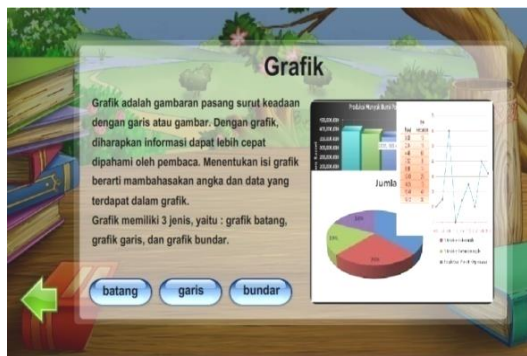 Grafik
Grafik adalah gambaran pasang surut keadaan
dengan garis atau gambar. Dengan grafik,
diharapkan informasi dapat lebih cepat
dipahami oleh pembaca. Menentukan isi grafik
berarti mambahasakan angka dan data yang
terdapat dalam grafik.
Grafik memiliki 3 jenis, yaitu : grafik batang,
grafik garis, dan grafik bundar.
Jumla
batang
garis
bundar